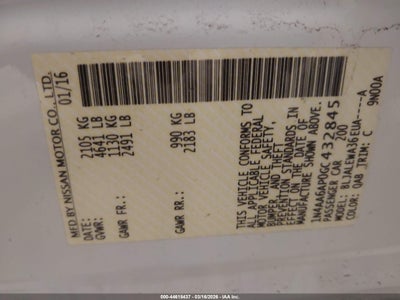 MFD BY NISSAN MOTOR CO., LTD.
01/16
2105 KG
GVWR: 4641 LB
1130 KG
GAWR FR.: 2491 LB
990 KG
GAWR RR.: 2183 LB
THIS VEHICLE CONFORMS TO
ALL APPLICABLE FEDERAL
MOTOR VEHICLE SAFETY,
BUMPER, AND THEFT
PREVENTION STANDARDS IN
EFFECT ON THE DATE OF
MANUFACTURE SHOWN ABOVE.
1N4AA6AP0GC432845
PASSENGER CAR 200
MODEL:
COLOR: QAB TRIM: C
9N00A
000-44618437 - 03/16/2026 - IAA Inc.